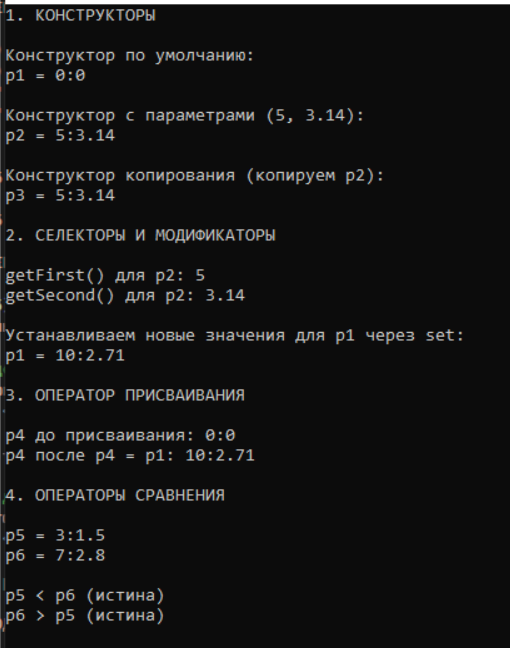 1. КОНСТРУКТОРЫ
Конструктор по умолчанию:
p1 = 0:0
Конструктор с параметрами (5, 3.14):
p2 = 5:3.14
Конструктор копирования (копируем p2):
p3 = 5:3.14
2. СЕЛЕКТОРЫ И МОДИФИКАТОРЫ
getFirst() для p2: 5
getSecond() для p2: 3.14
Устанавливаем новые значения для p1 через set:
p1 = 10:2.71
3. ОПЕРАТОР ПРИСВАИВАНИЯ
p4 до присваивания: 0:0
p4 после p4 = p1: 10:2.71
4. ОПЕРАТОРЫ СРАВНЕНИЯ
p5 = 3:1.5
p6 = 7:2.8
p5 < p6 (истина)
p6 > p5 (истина)